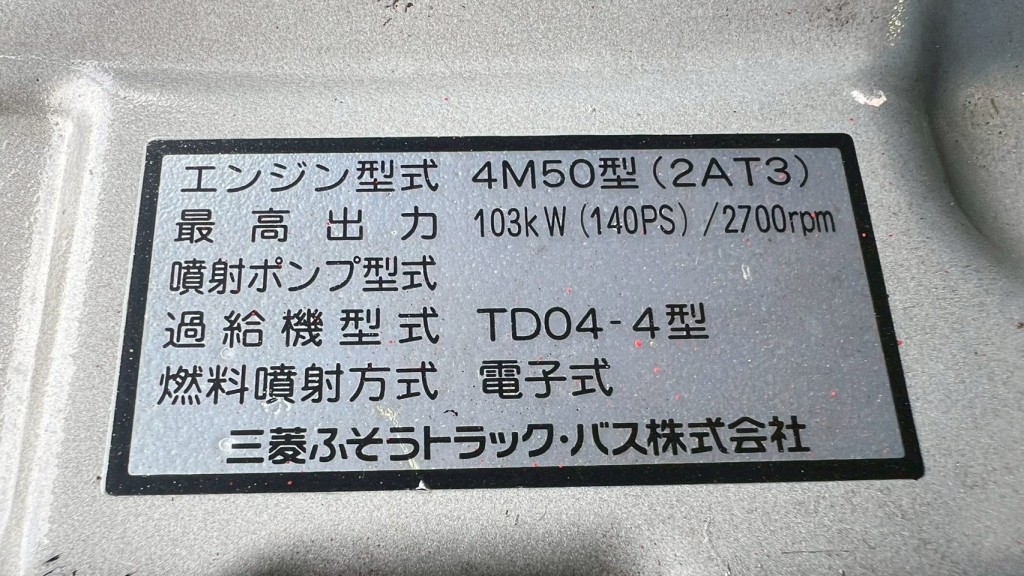 エンジン型式 4M50型(2AT3)
最高出力 103kW(140PS)/2700rpm
噴射ポンプ型式
過給機型式 TD04-4型
燃料噴射方式 電子式
三菱ふそうトラック・バス株式会社